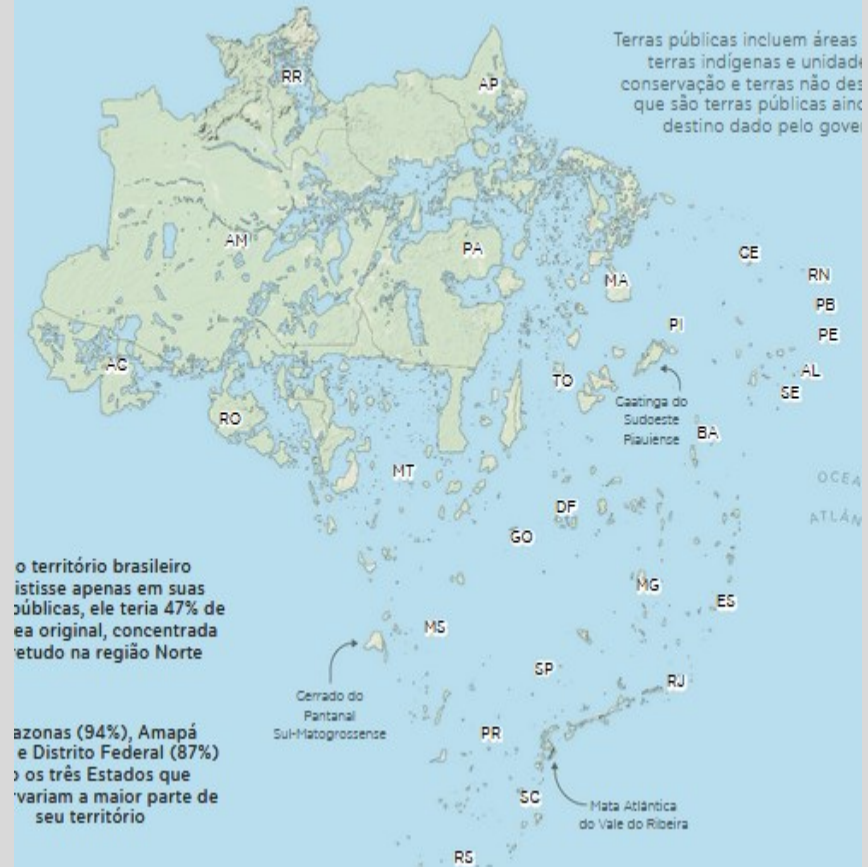 Terras públicas incluem áreas
terras indígenas e unidade
conservação e terras não des
que são terras públicas aind
destino dado pelo gover
RR
AP
AM
PA
CE
MA
RN
PB
PI
PE
AC
TO
AL
SE
Caatinga do
Sudoeste
Piauiense
RO
BA
MT
OCEA
ATLÂN
DF
GO
o território brasileiro
istisse apenas em suas
públicas, ele teria 47% de
ea original, concentrada
retudo na região Norte
MG
ES
MS
SP
RJ
Cerrado do
Pantanal
Sul-Matogrossense
azonas (94%), Amapá
e Distrito Federal (87%)
o os três Estados que
rvariam a maior parte de
seu território
PR
SC
Mata Atlântica
do Vale do Ribeira
RS